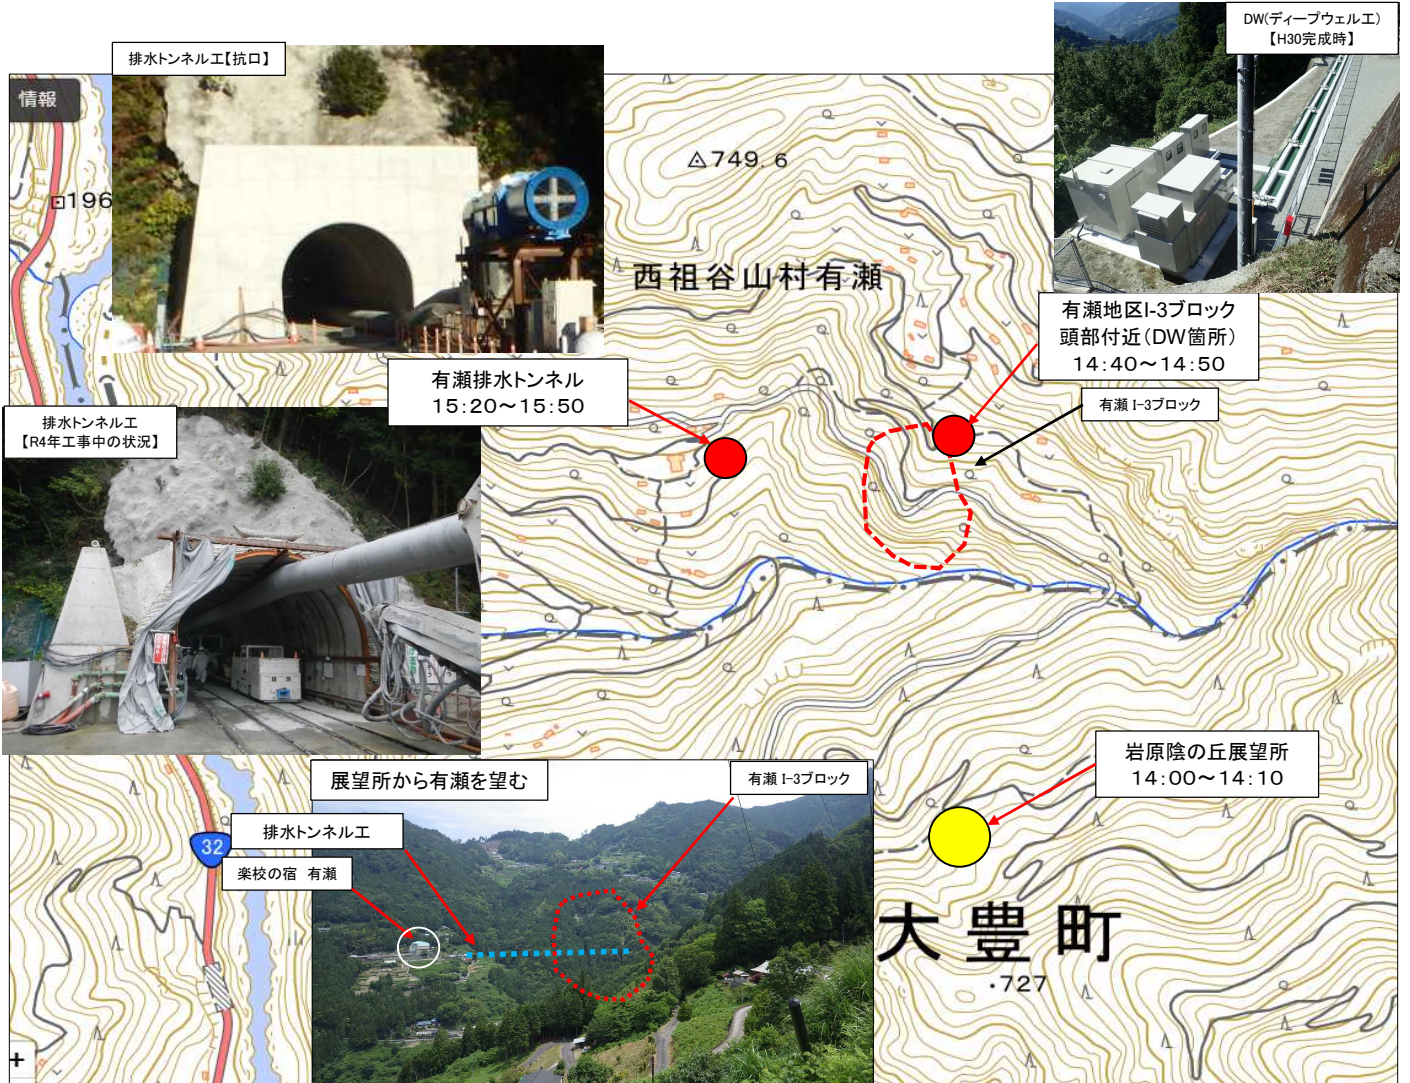 排水トンネル工【抗口】
DW(ディープウェル工)
【H30完成時】
情報
196
749.6
西祖谷山村有瀬
有瀬地区I-3ブロック
頭部付近(DW箇所)
14:40～14:50
有瀬排水トンネル
15:20～15:50
有瀬 I-3ブロック
排水トンネル工
【R4年工事中の状況】
岩原陰の丘展望所
14:00～14:10
展望所から有瀬を望む
有瀬 I-3ブロック
排水トンネル工
32
楽校の宿 有瀬
大豊町
・727
+